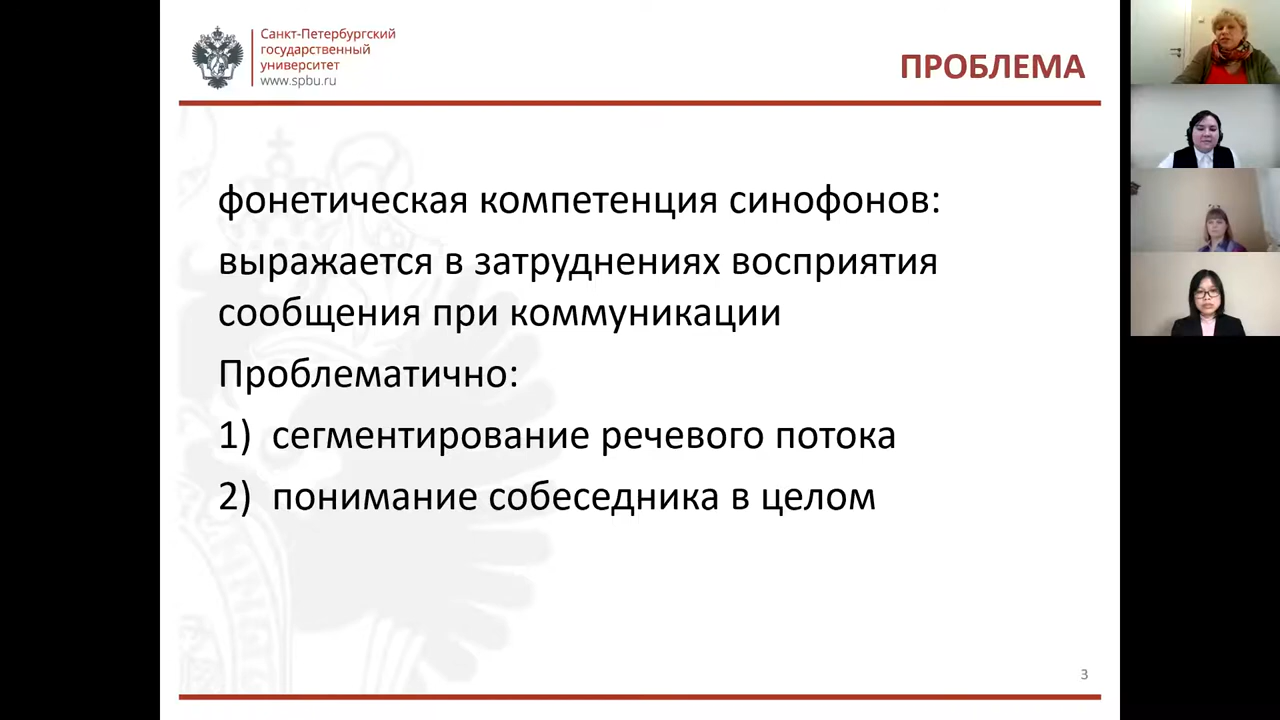 Санкт-Петербургский
государственный
университет
www.spbu.ru
ПРОБЛЕМА
фонетическая компетенция синофонов:
выражается в затруднениях восприятия
сообщения при коммуникации
Проблематично:
1) сегментирование речевого потока
2) понимание собеседника в целом
3